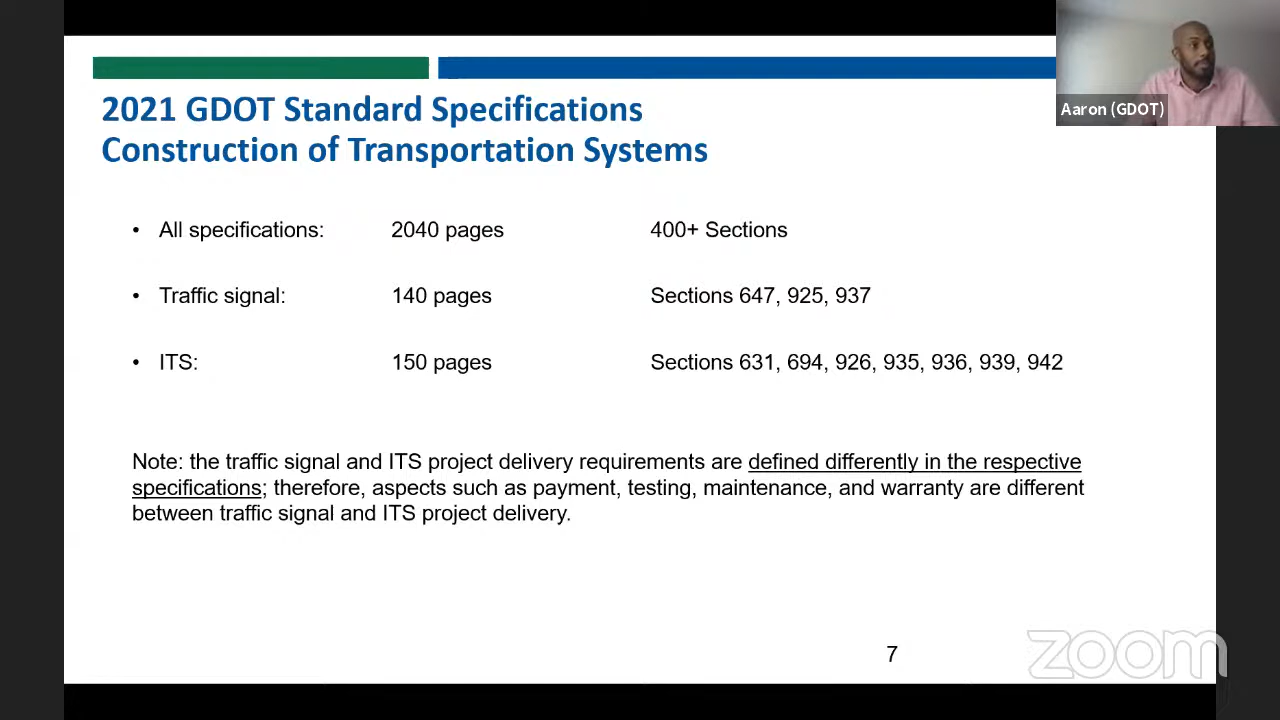 2021 GDOT Standard Specifications
Construction of Transportation Systems
Aaron (GDOT)
• All specifications: 2040 pages 400+ Sections
• Traffic signal: 140 pages Sections 647, 925, 937
• ITS: 150 pages Sections 631, 694, 926, 935, 936, 939, 942
Note: the traffic signal and ITS project delivery requirements are defined differently in the respective
specifications; therefore, aspects such as payment, testing, maintenance, and warranty are different
between traffic signal and ITS project delivery.
7
zoom